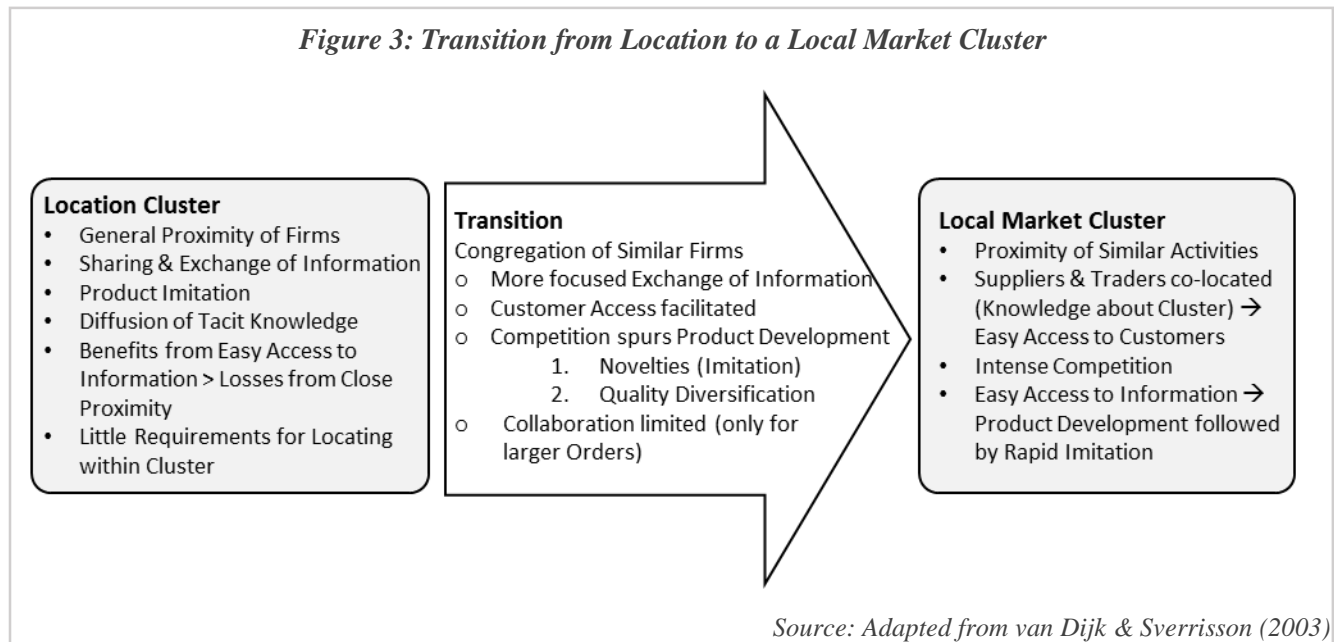 Figure 3: Transition from Location to a Local Market Cluster
Location Cluster
• General Proximity of Firms
• Sharing & Exchange of Information
• Product Imitation
• Diffusion of Tacit Knowledge
• Benefits from Easy Access to
Information > Losses from Close
Proximity
• Little Requirements for Locating
within Cluster
Transition
Congregation of Similar Firms
o More focused Exchange of Information
o Customer Access facilitated
o Competition spurs Product Development
1. Novelties (Imitation)
2. Quality Diversification
o Collaboration limited (only for
larger Orders)
Local Market Cluster
• Proximity of Similar Activities
• Suppliers & Traders co-located
(Knowledge about Cluster) →
Easy Access to Customers
• Intense Competition
• Easy Access to Information →
Product Development followed
by Rapid Imitation
Source: Adapted from van Dijk & Sverrisson (2003)